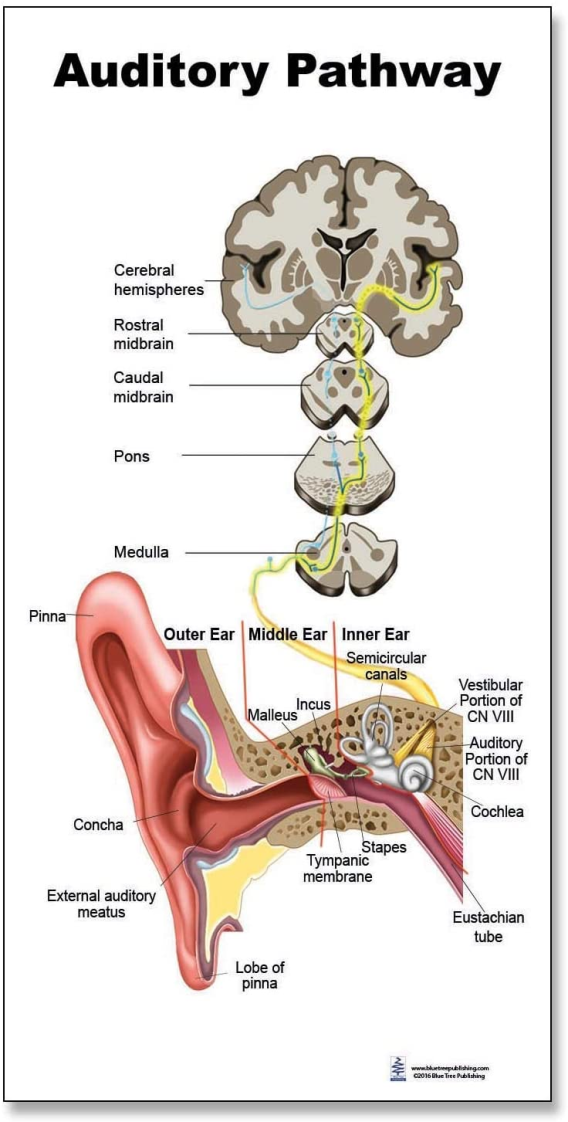 Auditory Pathway
Cerebral
hemispheres
Rostral
midbrain
Caudal
midbrain
Pons
Medulla
Pinna
Outer Ear
Middle Ear
Inner Ear
Semicircular
canals
Vestibular
Portion of
CN VIII
Incus
Malleus
Auditory
Portion of
CN VIII
Cochlea
Concha
Stapes
Tympanic
membrane
External auditory
meatus
Eustachian
tube
Lobe of
pinna
www.bluetreepublishing.com
©2016 Blue Tree Publishing